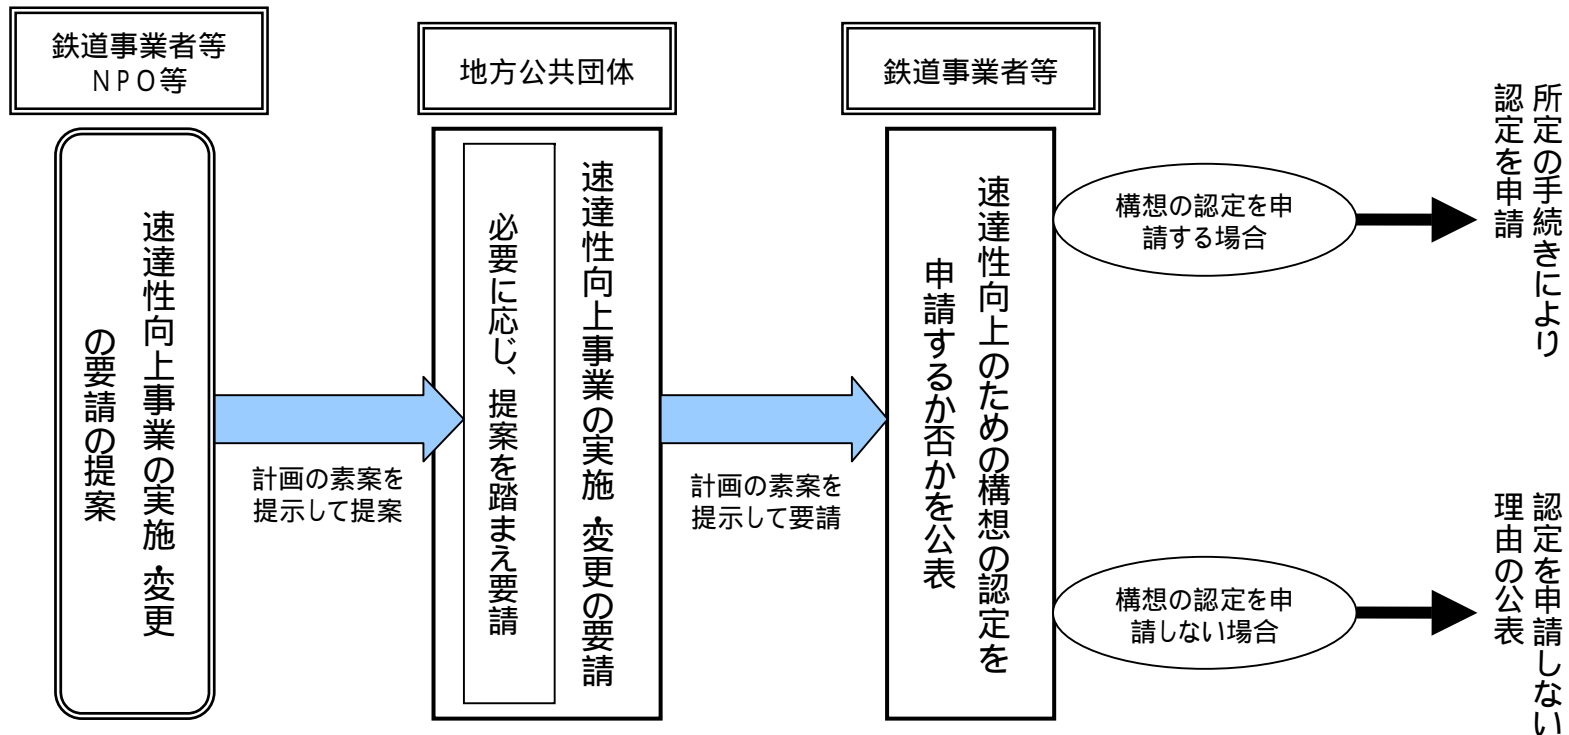 鉄道事業者等
NPO等
速達性向上事業の実施・変更
の要請の提案
計画の素案を
提示して提案
地方公共団体
速達性向上事業の実施・変更の要請
必要に応じ、提案を踏まえ要請
計画の素案を
提示して要請
鉄道事業者等
速達性向上のための構想の認定を
申請するか否かを公表
構想の認定を申
請する場合
所定の手続きにより
認定を申請
構想の認定を申
請しない場合
認定を申請しない
理由の公表